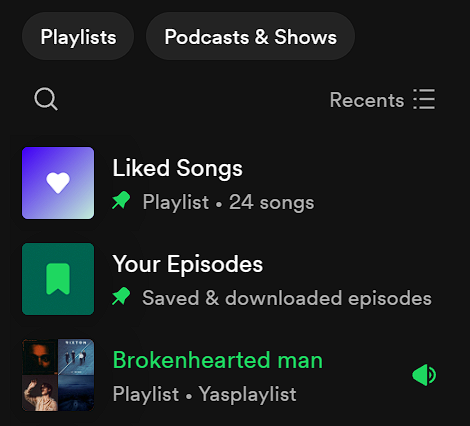 Playlists Podcasts & Shows
Recents
Liked Songs
Playlist • 24 songs
Your Episodes
Saved & downloaded episodes
Brokenhearted man
Playlist • Yasplaylist